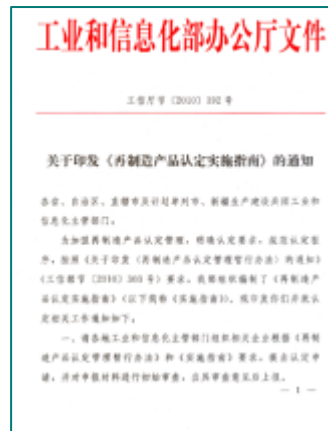 工业和信息化部办公厅文件
工信厅节〔2010〕192 号
关于印发《再制造产品认定实施指南》的通知
各省、自治区、直辖市及计划单列市、新疆生产建设兵团工业和
信息化主管部门：
为加强再制造产品认定管理，明确认定要求，规范认定程
序，按照《关于印发〈再制造产品认定管理暂行办法〉的通知》
（工信部节〔2010〕303 号）要求，我部组织编制了《再制造产
品认定实施指南》（以下简称《实施指南》）。现印发你们并就认
定相关工作通知如下：
一、请各地工业和信息化主管部门组织相关企业根据《再制
造产品认定管理暂行办法》和《实施指南》要求，提出认定申
请，并对申报材料进行初始审查，出具审查意见后上报。
— 1 —